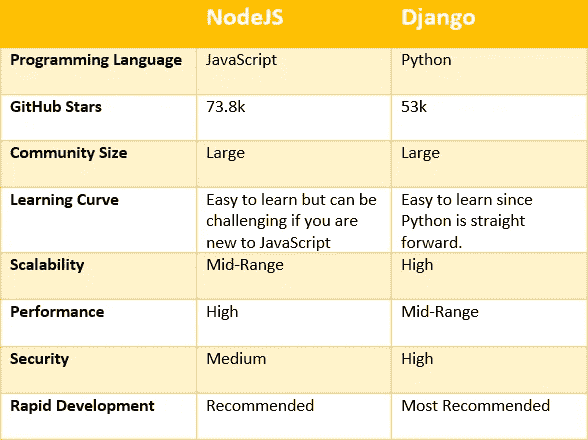 NodeJS Django
Programming Language JavaScript Python
GitHub Stars 73.8k 53k
Community Size Large Large
Learning Curve Easy to learn but can be Easy to learn since
challenging if you are Python is straight
new to JavaScript forward.
Scalability Mid-Range High
Performance High Mid-Range
Security Medium High
Rapid Development Recommended Most Recommended